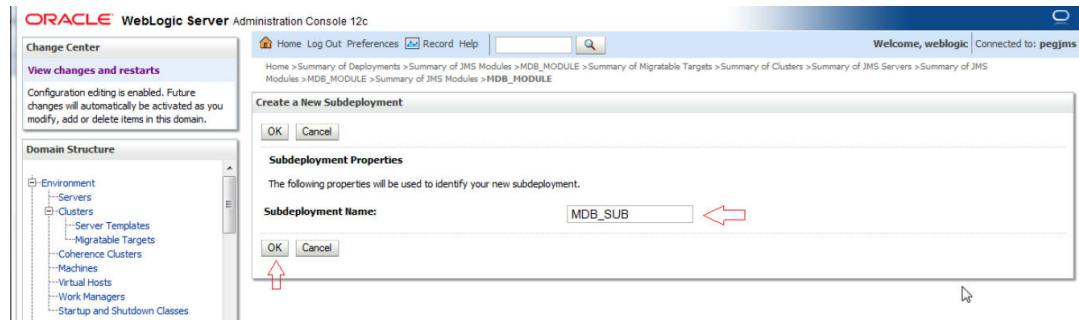 ORACLE WebLogic Server Administration Console 12c
Change Center
View changes and restarts
Configuration editing is enabled. Future
changes will automatically be activated as you
modify, add or delete items in this domain.
Domain Structure
Environment
Servers
Clusters
Server Templates
Migratable Targets
Coherence Clusters
Machines
Virtual Hosts
Work Managers
Startup and Shutdown Classes
Home Log Out Preferences Record Help
Welcome, weblogic Connected to: pegjms
Home >Summary of Deployments >Summary of JMS Modules >MDB_MODULE >Summary of Migratable Targets >Summary of Clusters >Summary of JMS Servers >Summary of JMS
Modules >MDB_MODULE >Summary of JMS Modules >MDB_MODULE
Create a New Subdeployment
OK Cancel
Subdeployment Properties
The following properties will be used to identify your new subdeployment.
Subdeployment Name: MDB_SUB
OK Cancel